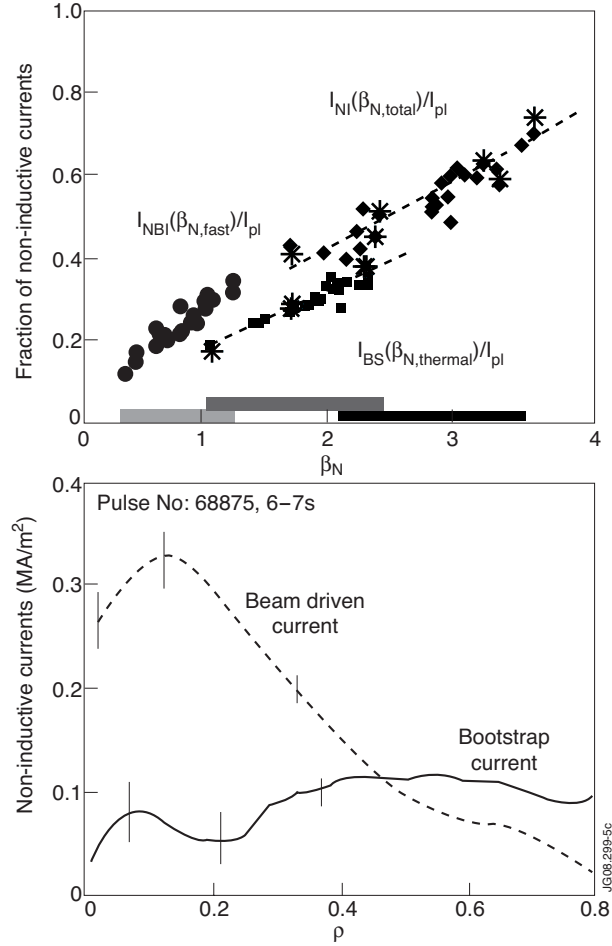 1.0
0.8
0.6
0.4
0.2
0
Fraction of non-inductive currents
I_NI(β_N,total)/I_pl
I_NBI(β_N,fast)/I_pl
I_BS(β_N,thermal)/I_pl
0 1 2 3 4
β_N
0.4
0.3
0.2
0.1
0
Non-inductive currents (MA/m²)
Pulse No: 68875, 6–7s
Beam driven
current
Bootstrap
current
0 0.2 0.4 0.6 0.8
ρ
JG08.299-5c